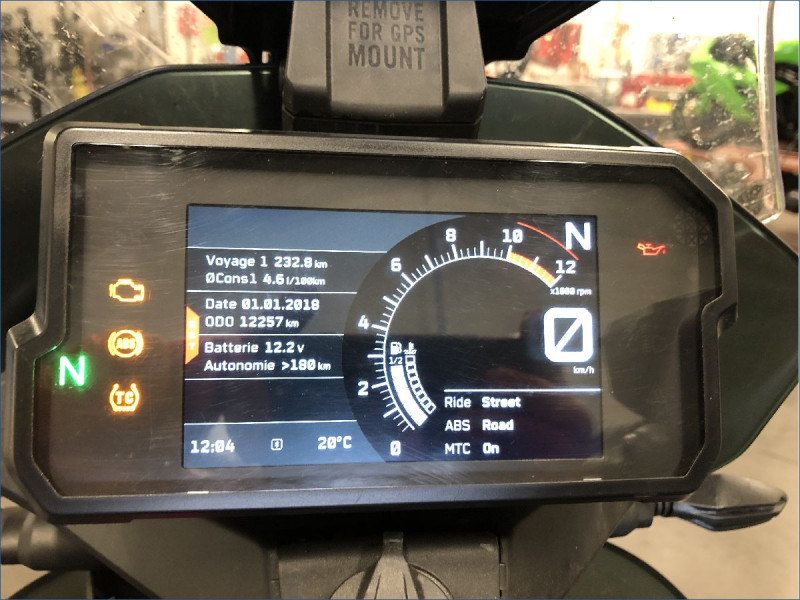 REMOVE
FOR GPS
MOUNT
Voyage 1 232.8 km
ØCons1 4.6 l/100km
Date 01.01.2018
ODO 12257 km
Batterie 12.2 V
Autonomie >180 km
12:04
20°C
0
2
4
6
8
10
12
x1000 rpm
N
1/2
0
km/h
Ride Street
ABS Road
MTC On
ABS
N
TC